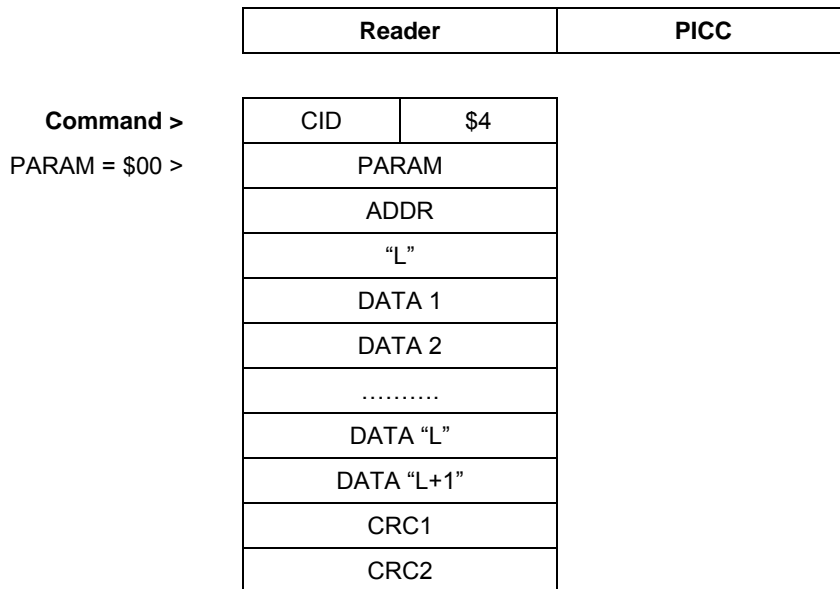 Reader PICC
Command > CID $4
PARAM = $00 > PARAM
ADDR
“L”
DATA 1
DATA 2
……….
DATA “L”
DATA “L+1”
CRC1
CRC2